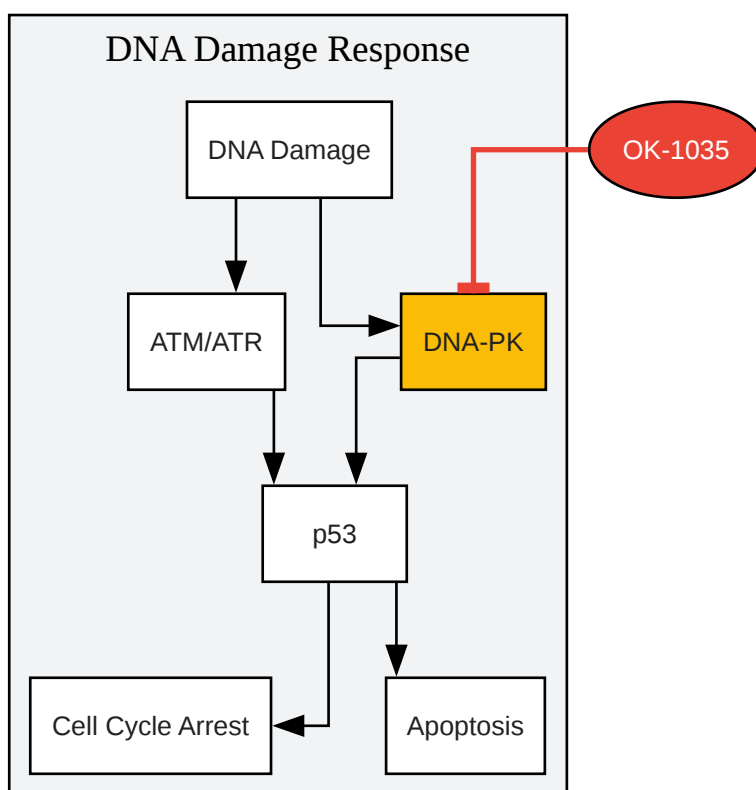 DNA Damage Response
DNA Damage
OK-1035
ATM/ATR
DNA-PK
p53
Cell Cycle Arrest
Apoptosis